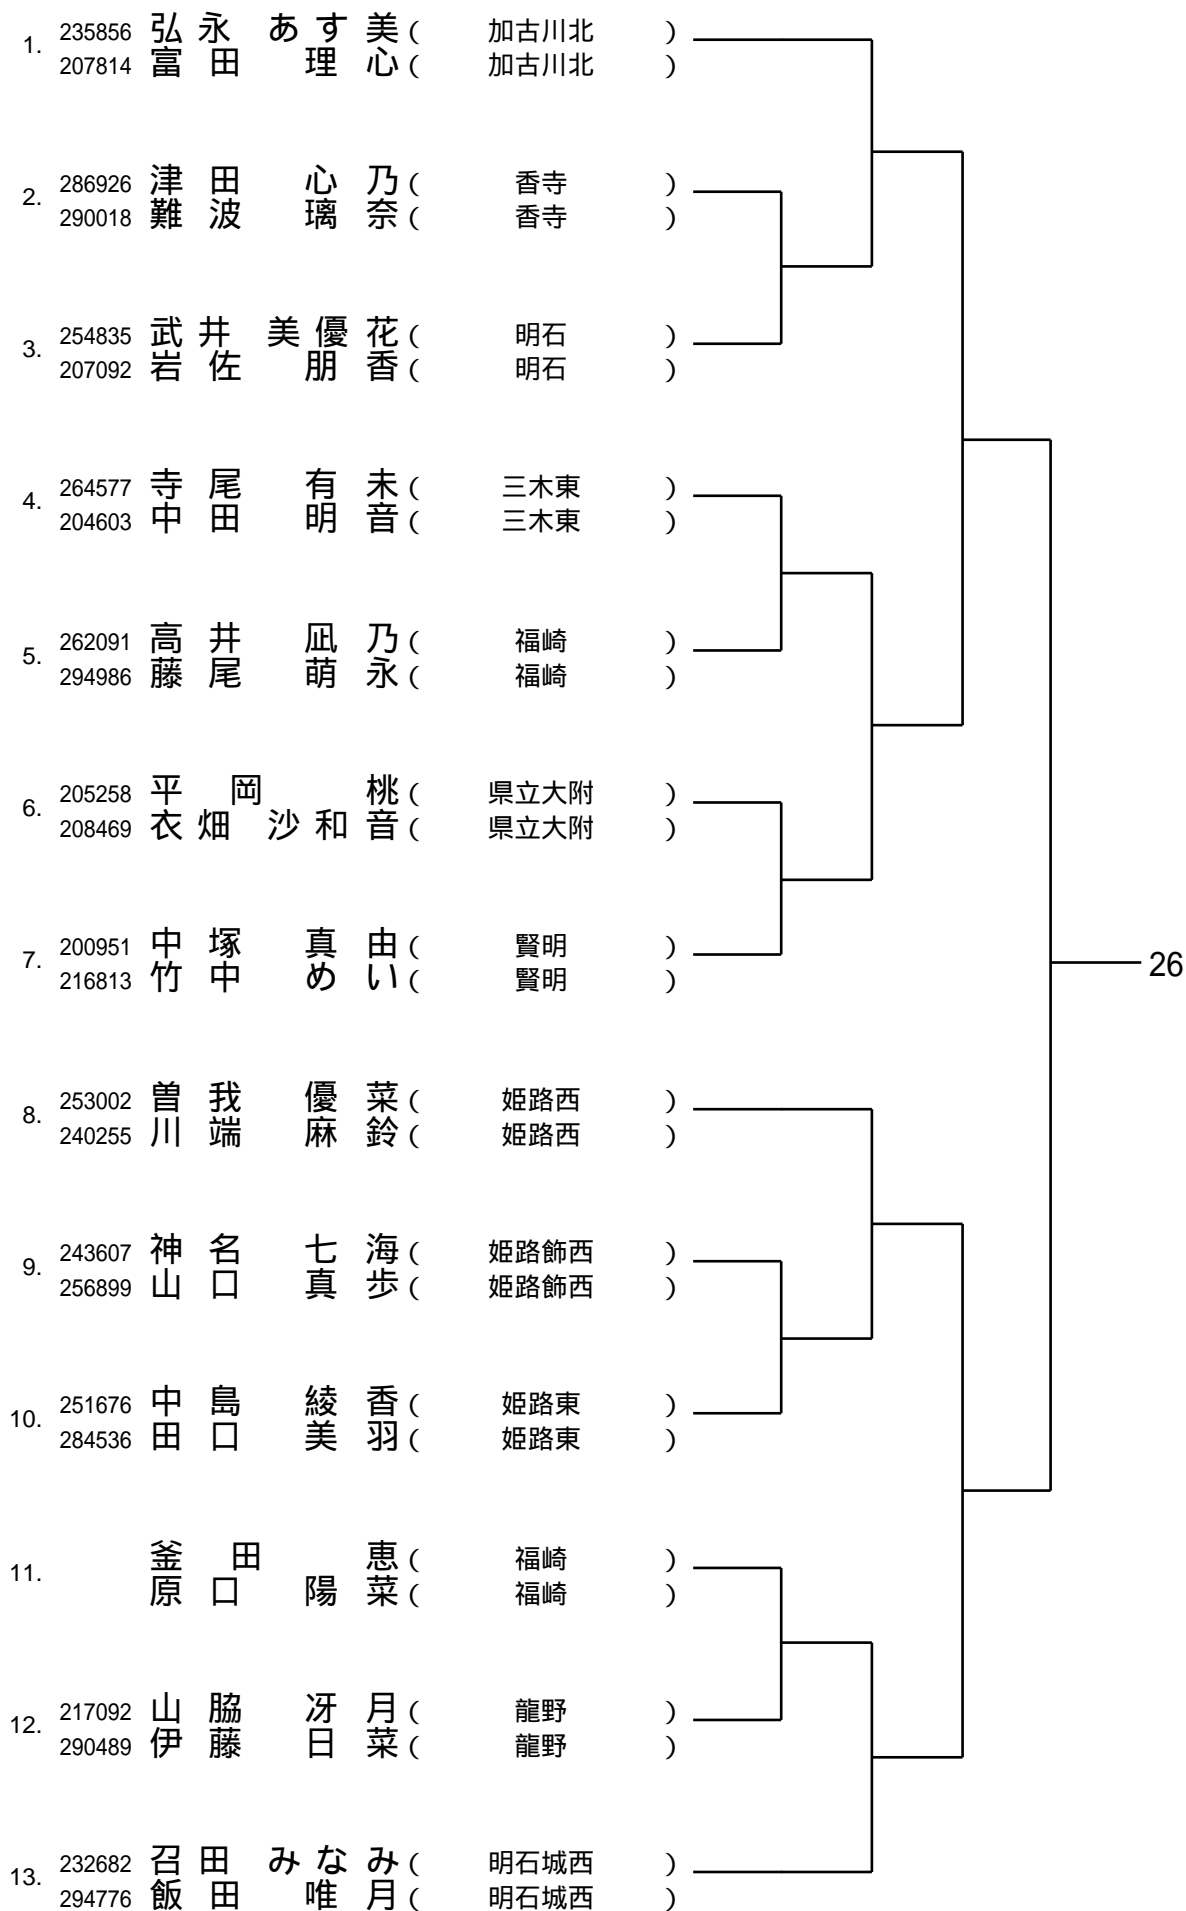 1. 235856 弘永 あす美 ( 加古川北 )
207814 富田 理心 ( 加古川北 )
2. 286926 津田 心乃 ( 香寺 )
290018 難波 璃奈 ( 香寺 )
3. 254835 武井 美優花 ( 明石 )
207092 岩佐 朋香 ( 明石 )
4. 264577 寺尾 有未 ( 三木東 )
204603 中田 明音 ( 三木東 )
5. 262091 高井 凪乃 ( 福崎 )
294986 藤尾 萌永 ( 福崎 )
6. 205258 平岡 桃 ( 県立大附 )
208469 衣畑 沙和音 ( 県立大附 )
7. 200951 中塚 真由 ( 賢明 )
216813 竹中 めい ( 賢明 )
26
8. 253002 曽我 優菜 ( 姫路西 )
240255 川端 麻鈴 ( 姫路西 )
9. 243607 神名 七海 ( 姫路飾西 )
256899 山口 真歩 ( 姫路飾西 )
10. 251676 中島 綾香 ( 姫路東 )
284536 田口 美羽 ( 姫路東 )
11. 釜田 恵 ( 福崎 )
原口 陽菜 ( 福崎 )
12. 217092 山脇 冴月 ( 龍野 )
290489 伊藤 日菜 ( 龍野 )
13. 232682 召田 みなみ ( 明石城西 )
294776 飯田 唯月 ( 明石城西 )